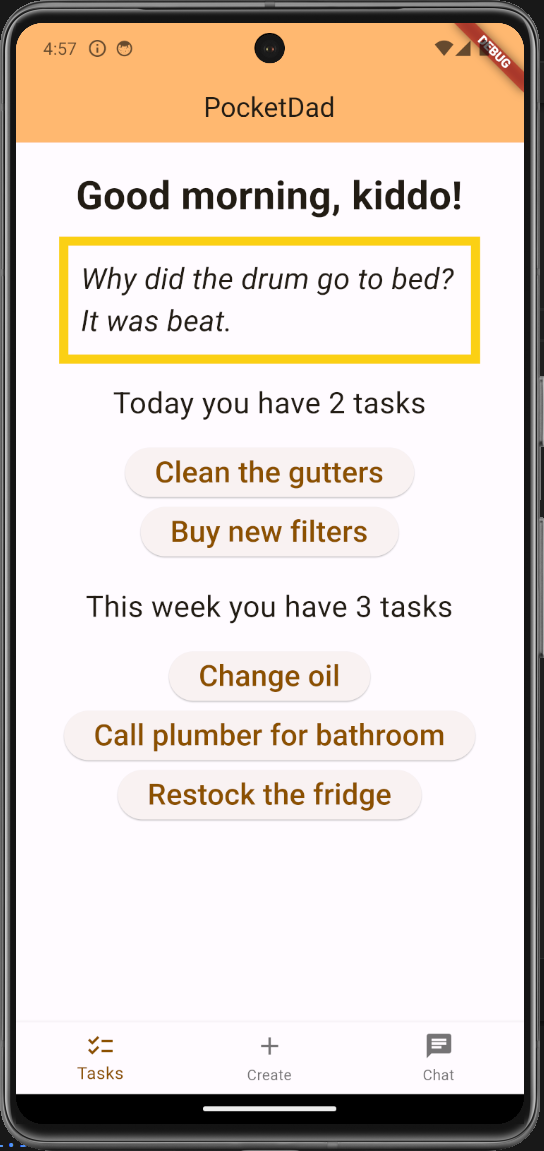 4:57
DEBUG
PocketDad
Good morning, kiddo!
Why did the drum go to bed?
It was beat.
Today you have 2 tasks
Clean the gutters
Buy new filters
This week you have 3 tasks
Change oil
Call plumber for bathroom
Restock the fridge
Tasks
Create
Chat